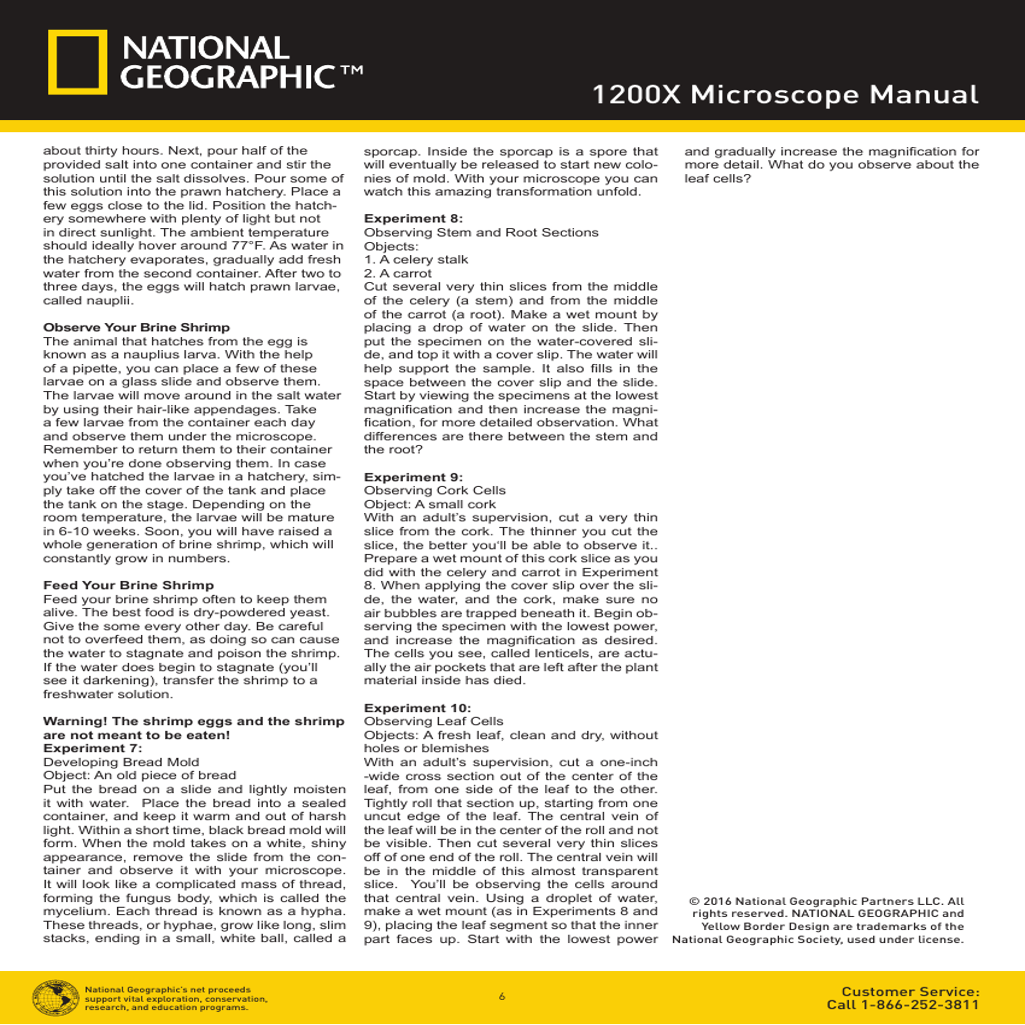 NATIONAL
GEOGRAPHIC™
1200X Microscope Manual
about thirty hours. Next, pour half of the
provided salt into one container and stir the
solution until the salt dissolves. Pour some of
this solution into the prawn hatchery. Place a
few eggs close to the lid. Position the hatch-
ery somewhere with plenty of light but not
in direct sunlight. The ambient temperature
should ideally hover around 77°F. As water in
the hatchery evaporates, gradually add fresh
water from the second container. After two to
three days, the eggs will hatch prawn larvae,
called nauplii.
Observe Your Brine Shrimp
The animal that hatches from the egg is
known as a nauplius larva. With the help
of a pipette, you can place a few of these
larvae on a glass slide and observe them.
The larvae will move around in the salt water
by using their hair-like appendages. Take
a few larvae from the container each day
and observe them under the microscope.
Remember to return them to their container
when you're done observing them. In case
you've hatched the larvae in a hatchery, sim-
ply take off the cover of the tank and place
the tank on the stage. Depending on the
room temperature, the larvae will be mature
in 6-10 weeks. Soon, you will have raised a
whole generation of brine shrimp, which will
constantly grow in numbers.
Feed Your Brine Shrimp
Feed your brine shrimp often to keep them
alive. The best food is dry-powdered yeast.
Give the some every other day. Be careful
not to overfeed them, as doing so can cause
the water to stagnate and poison the shrimp.
If the water does begin to stagnate (you'll
see it darkening), transfer the shrimp to a
freshwater solution.
Warning! The shrimp eggs and the shrimp
are not meant to be eaten!
Experiment 7:
Developing Bread Mold
Object: An old piece of bread
Put the bread on a slide and lightly moisten
it with water.  Place the bread into a sealed
container, and keep it warm and out of harsh
light. Within a short time, black bread mold will
form. When the mold takes on a white, shiny
appearance, remove the slide from the con-
tainer and observe it with your microscope.
It will look like a complicated mass of thread,
forming the fungus body, which is called the
mycelium. Each thread is known as a hypha.
These threads, or hyphae, grow like long, slim
stacks, ending in a small, white ball, called a
sporcap. Inside the sporcap is a spore that
will eventually be released to start new colo-
nies of mold. With your microscope you can
watch this amazing transformation unfold.
Experiment 8:
Observing Stem and Root Sections
Objects:
1. A celery stalk
2. A carrot
Cut several very thin slices from the middle
of the celery (a stem) and from the middle
of the carrot (a root). Make a wet mount by
placing a drop of water on the slide. Then
put the specimen on the water-covered sli-
de, and top it with a cover slip. The water will
help support the sample. It also fills in the
space between the cover slip and the slide.
Start by viewing the specimens at the lowest
magnification and then increase the magni-
fication, for more detailed observation. What
differences are there between the stem and
the root?
Experiment 9:
Observing Cork Cells
Object: A small cork
With an adult's supervision, cut a very thin
slice from the cork. The thinner you cut the
slice, the better you'll be able to observe it..
Prepare a wet mount of this cork slice as you
did with the celery and carrot in Experiment
8. When applying the cover slip over the sli-
de, the water, and the cork, make sure no
air bubbles are trapped beneath it. Begin ob-
serving the specimen with the lowest power,
and increase the magnification as desired.
The cells you see, called lenticels, are actu-
ally the air pockets that are left after the plant
material inside has died.
Experiment 10:
Observing Leaf Cells
Objects: A fresh leaf, clean and dry, without
holes or blemishes
With an adult's supervision, cut a one-inch
-wide cross section out of the center of the
leaf, from one side of the leaf to the other.
Tightly roll that section up, starting from one
uncut edge of the leaf. The central vein of
the leaf will be in the center of the roll and not
be visible. Then cut several very thin slices
off of one end of the roll. The central vein will
be in the middle of this almost transparent
slice.  You'll be observing the cells around
that central vein. Using a droplet of water,
make a wet mount (as in Experiments 8 and
9), placing the leaf segment so that the inner
part faces up. Start with the lowest power
and gradually increase the magnification for
more detail. What do you observe about the
leaf cells?
© 2016 National Geographic Partners LLC. All
rights reserved. NATIONAL GEOGRAPHIC and
Yellow Border Design are trademarks of the
National Geographic Society, used under license.
National Geographic's net proceeds
support vital exploration, conservation,
research, and education programs.
6
Customer Service:
Call 1-866-252-3811